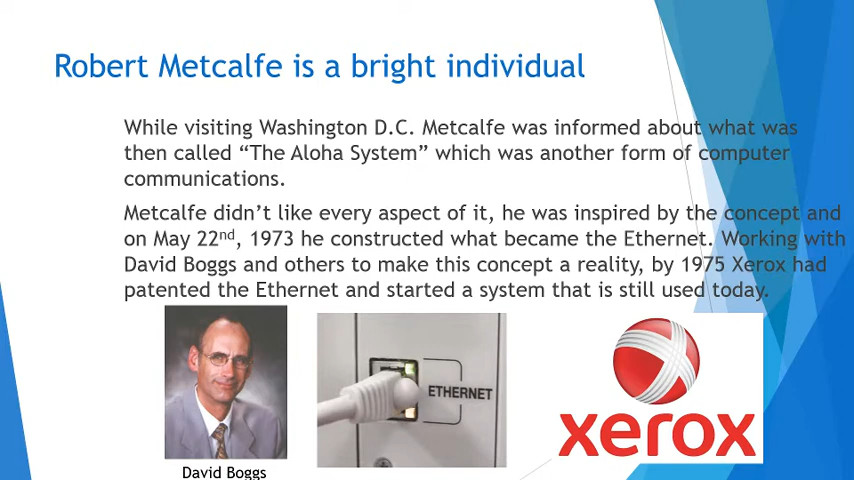 Robert Metcalfe is a bright individual
While visiting Washington D.C. Metcalfe was informed about what was
then called “The Aloha System” which was another form of computer
communications.
Metcalfe didn’t like every aspect of it, he was inspired by the concept and
on May 22nd, 1973 he constructed what became the Ethernet. Working with
David Boggs and others to make this concept a reality, by 1975 Xerox had
patented the Ethernet and started a system that is still used today.
ETHERNET
xerox
David Boggs